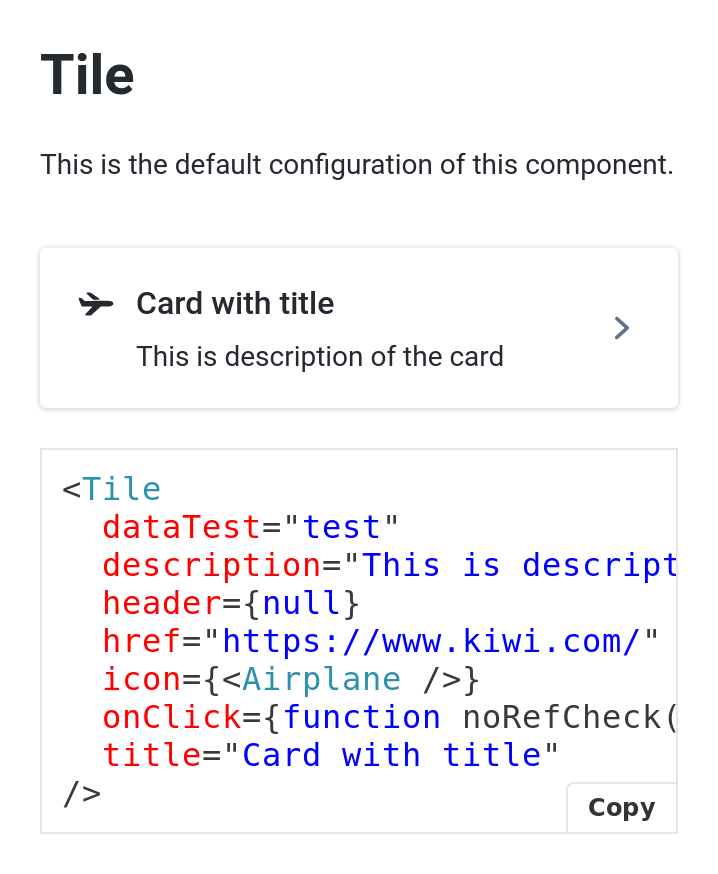 Tile
This is the default configuration of this component.
Card with title
This is description of the card
<Tile
  dataTest="test"
  description="This is descript
  header={null}
  href="https://www.kiwi.com/"
  icon={<Airplane />}
  onClick={function noRefCheck(
  title="Card with title"
/>
Copy